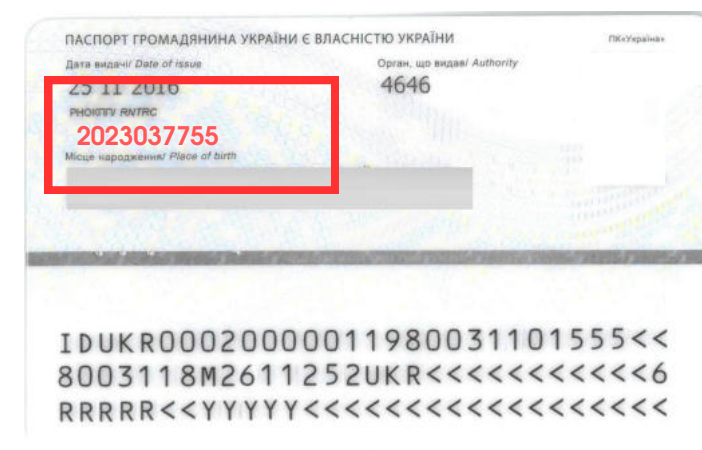 ПАСПОРТ ГРОМАДЯНИНА УКРАЇНИ Є ВЛАСНІСТЮ УКРАЇНИ
ПК«Україна»
Дата видачі/ Date of issue
Орган, що видав/ Authority
25 11 2016
4646
РНОКПП/ RNTRC
2023037755
Місце народження/ Place of birth
IDUKR00020000011980031101555<<
8003118M2611252UKR<<<<<<<<<<<6
RRRRR<<YYYYY<<<<<<<<<<<<<<<<<<